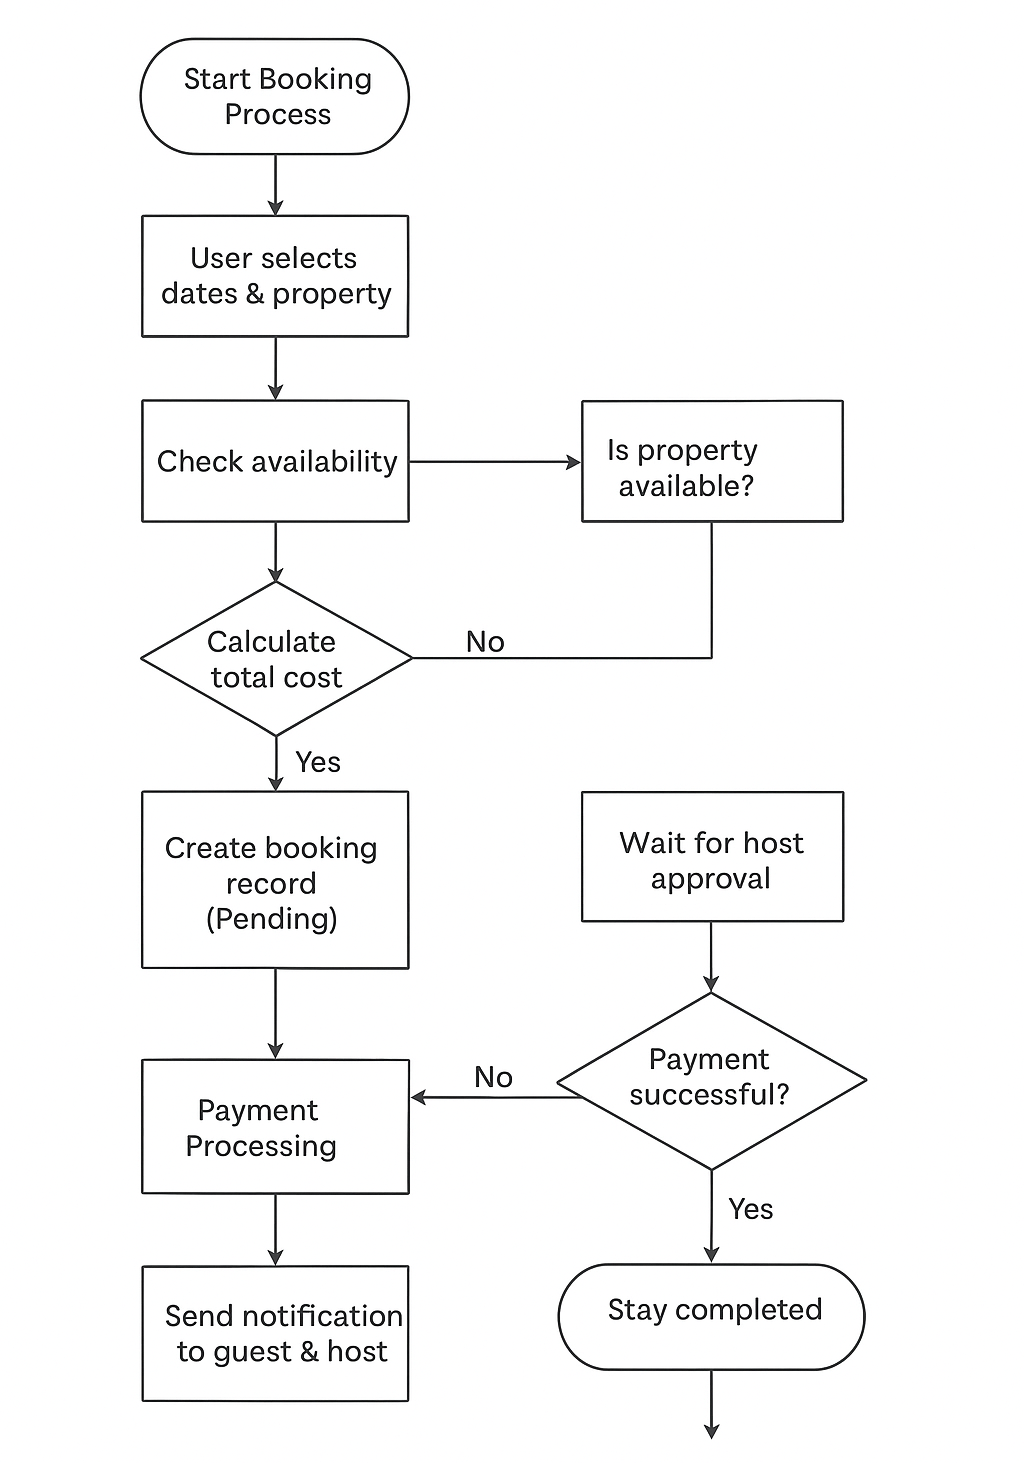 Start Booking
Process
User selects
dates & property
Check availability
Is property
available?
Calculate
total cost
No
Yes
Create booking
record
(Pending)
Wait for host
approval
Payment
successful?
No
Payment
Processing
Yes
Send notification
to guest & host
Stay completed